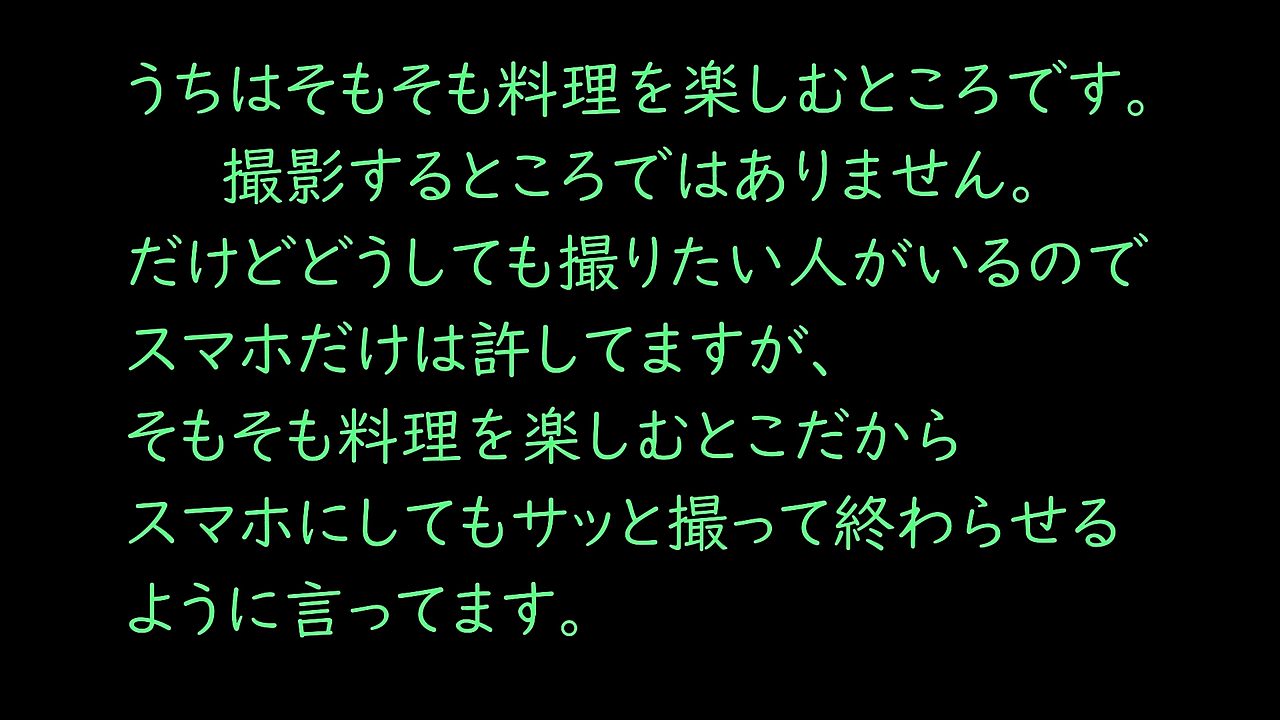 うちはそもそも料理を楽しむところです。
撮影するところではありません。
だけどどうしても撮りたい人がいるので
スマホだけは許してますが、
そもそも料理を楽しむとこだから
スマホにしてもサッと撮って終わらせる
ように言ってます。